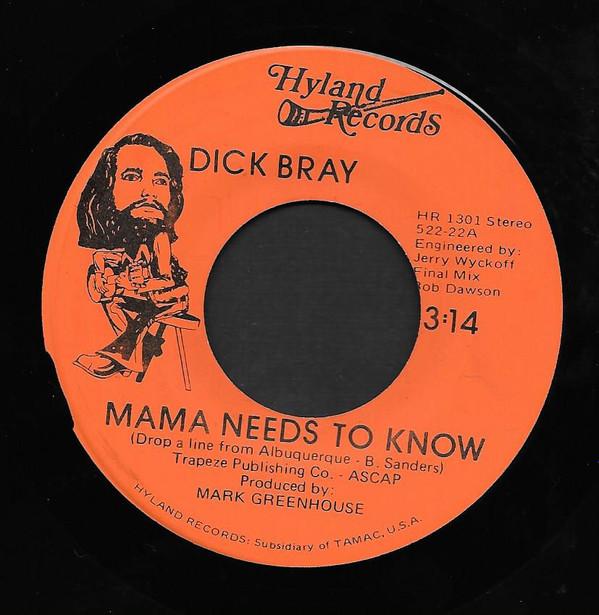 Hyland
Records
DICK BRAY
HR 1301 Stereo
522-22A
Engineered by:
Jerry Wyckoff
Final Mix
Bob Dawson
3:14
MAMA NEEDS TO KNOW
(Drop a line from Albuquerque - B. Sanders)
Trapeze Publishing Co. - ASCAP
Produced by:
MARK GREENHOUSE
HYLAND RECORDS: Subsidiary of TAMAC, U.S.A.